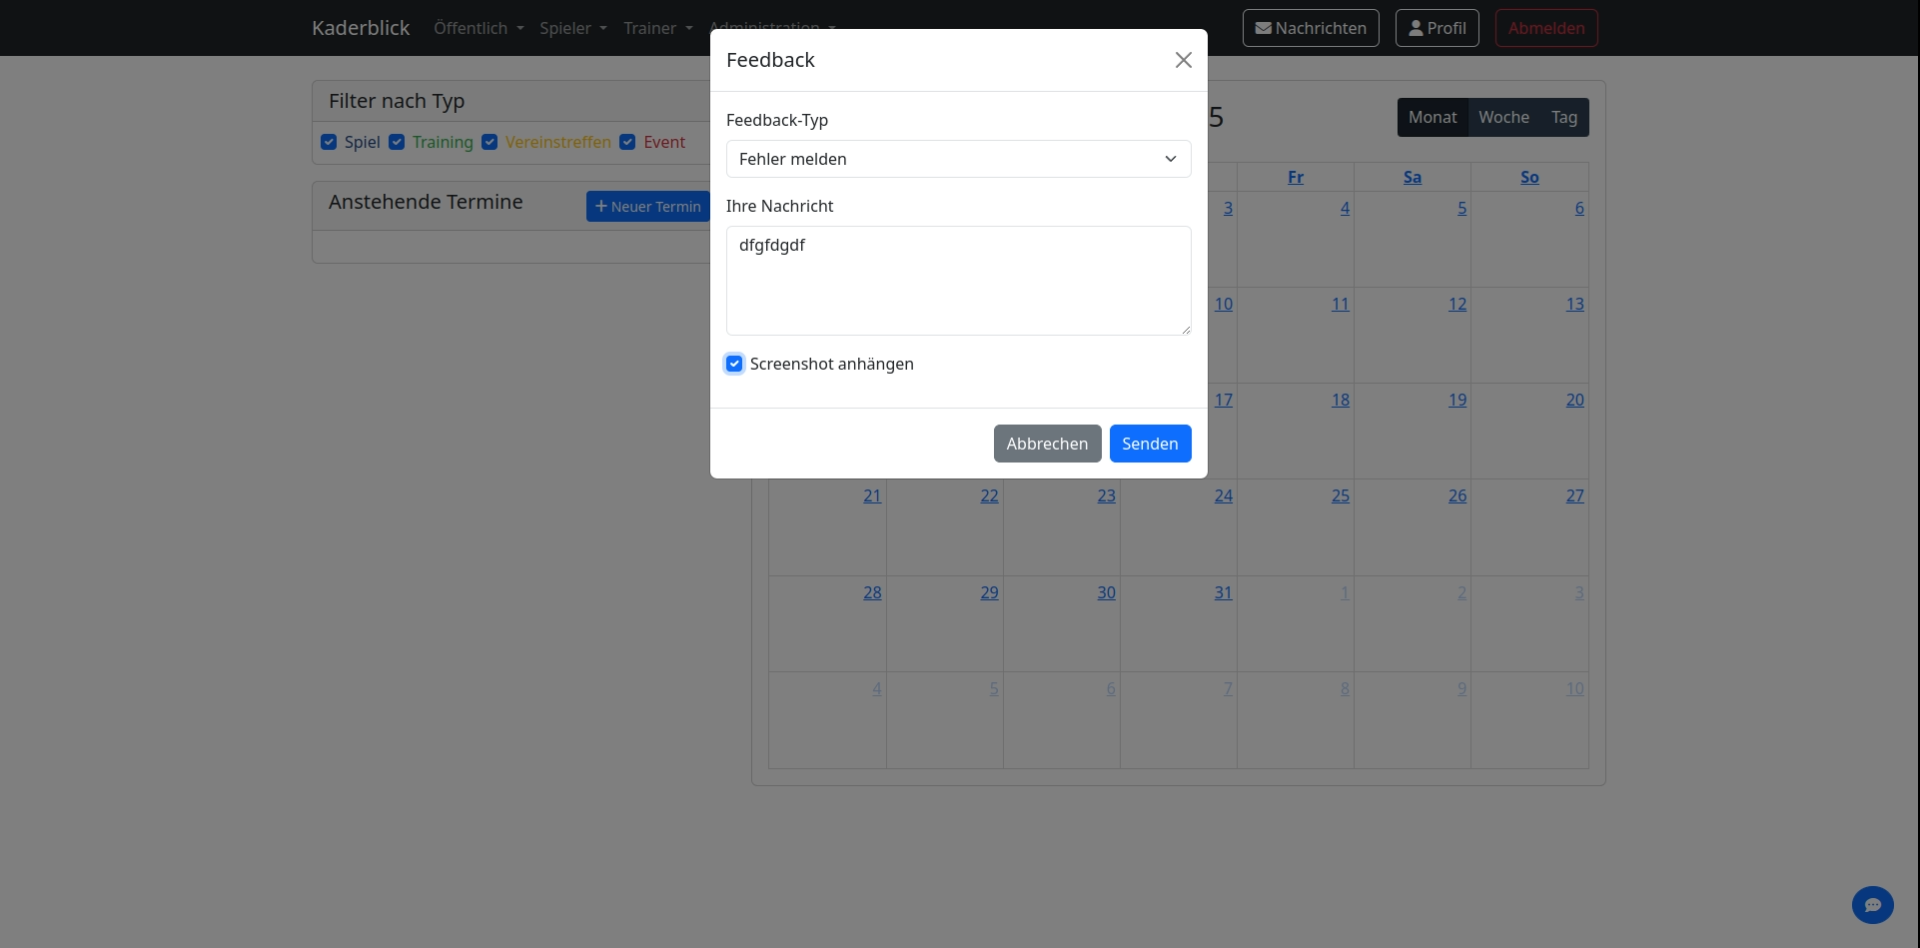 Kaderblick Öffentlich Spieler Trainer Administration Nachrichten Profil Abmelden
Feedback
Feedback-Typ
Fehler melden
Ihre Nachricht
dfgfdgdf
Screenshot anhängen
Abbrechen Senden
Filter nach Typ
Spiel Training Vereinstreffen Event
Anstehende Termine + Neuer Termin
5 Monat Woche Tag
Fr Sa So
3 4 5 6
10 11 12 13
17 18 19 20
21 22 23 24 25 26 27
28 29 30 31 1 2 3
4 5 6 7 8 9 10